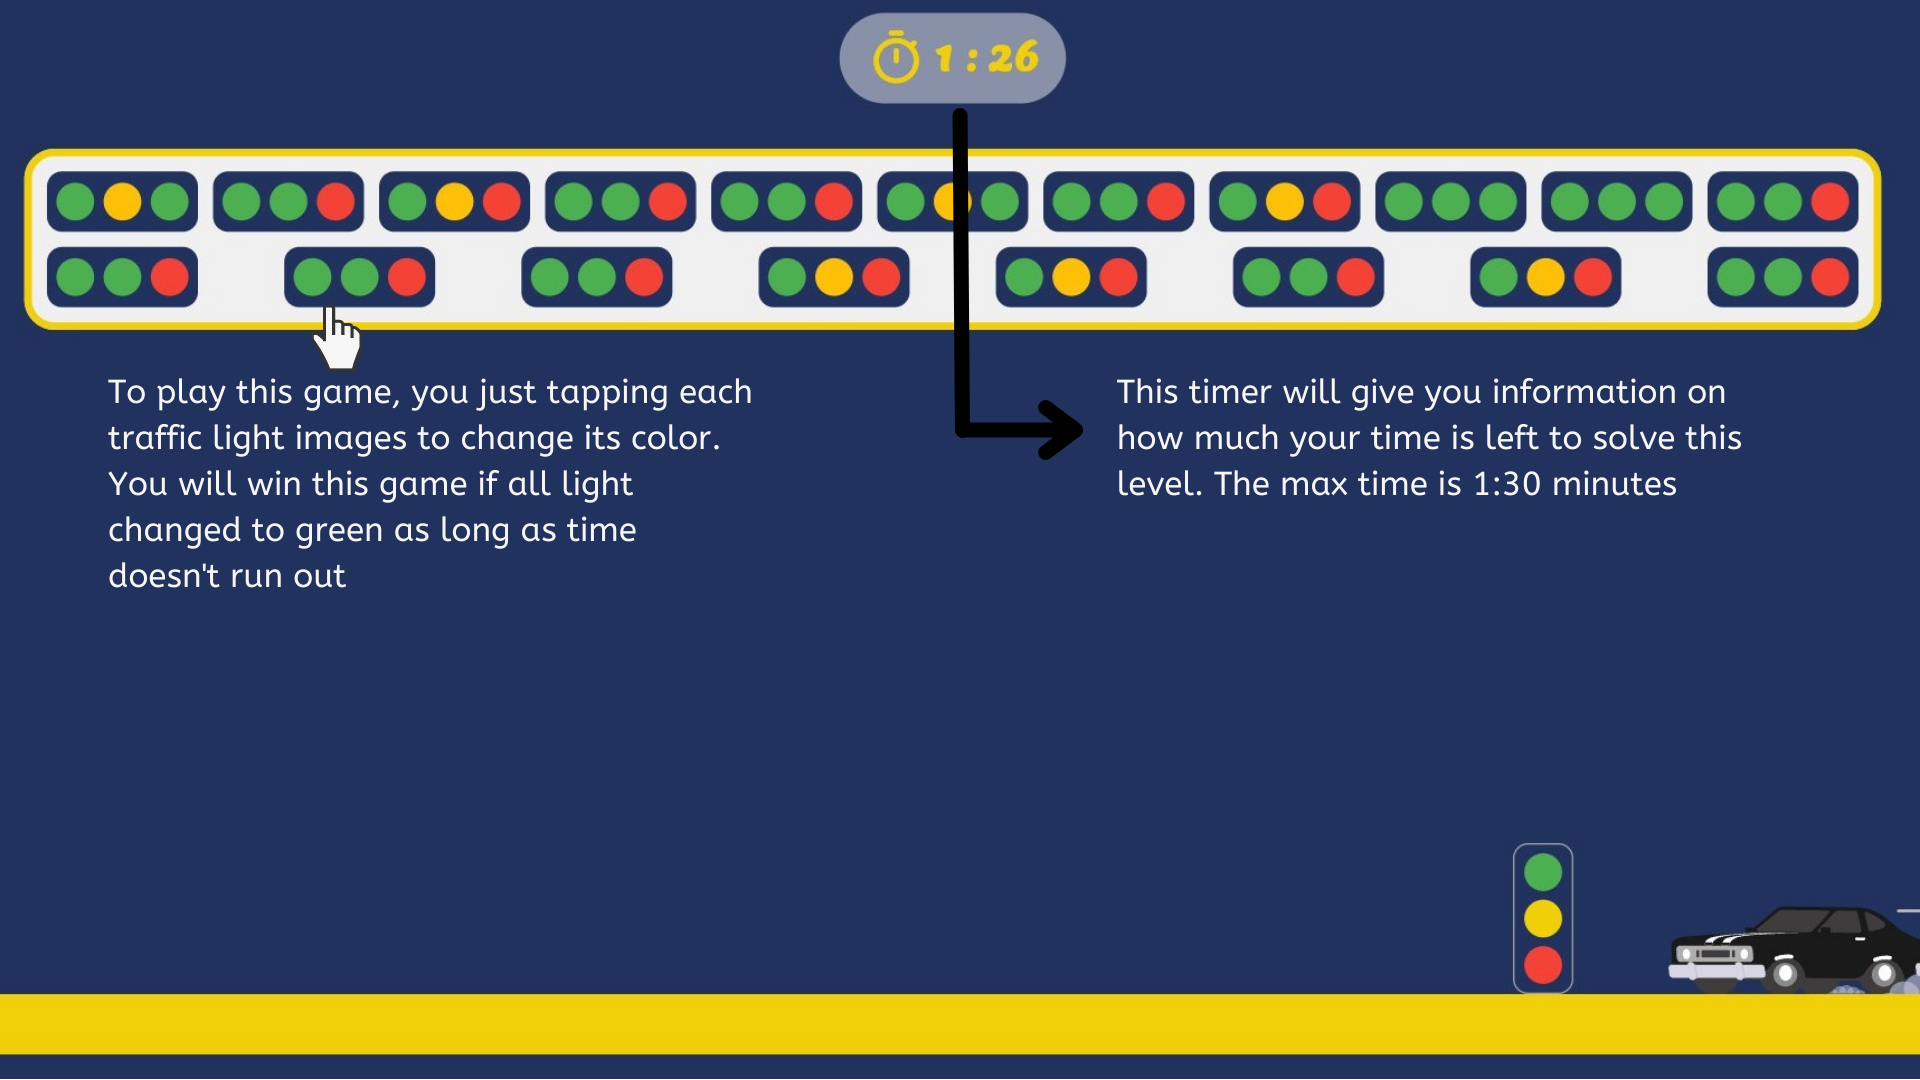 1 : 26
To play this game, you just tapping each
traffic light images to change its color.
You will win this game if all light
changed to green as long as time
doesn't run out
This timer will give you information on
how much your time is left to solve this
level. The max time is 1:30 minutes